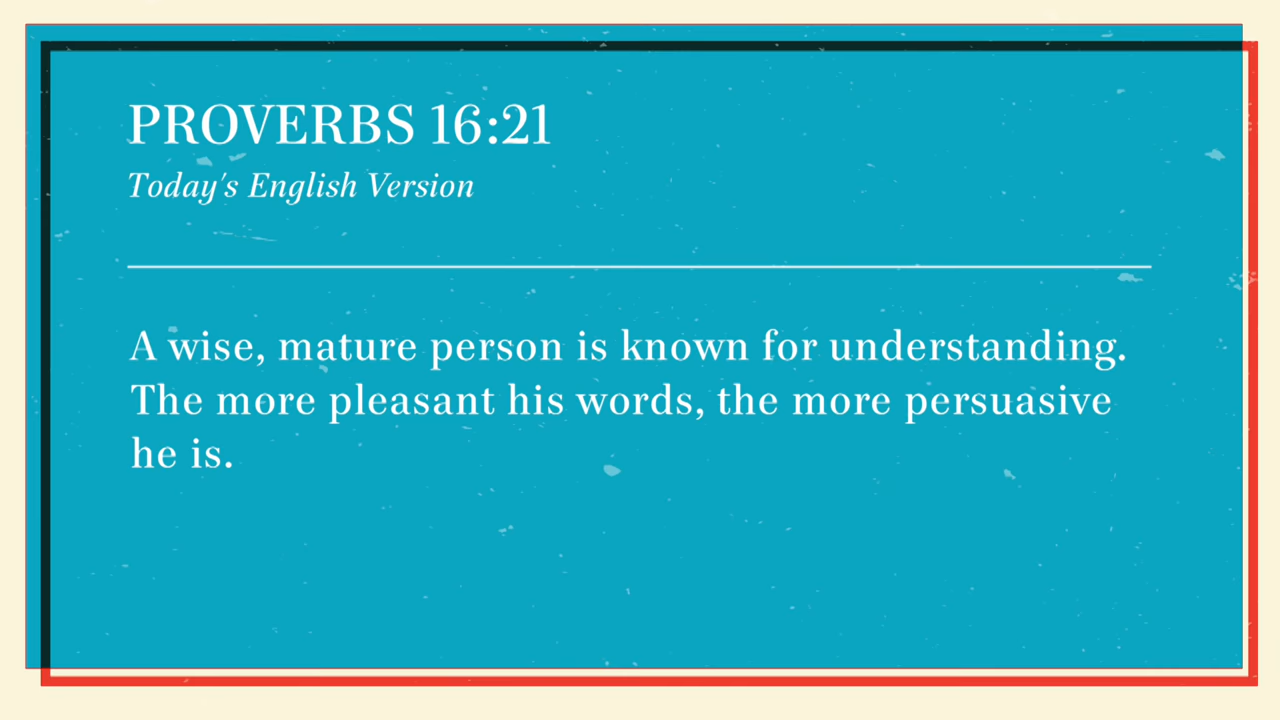 PROVERBS 16:21
Today's English Version
A wise, mature person is known for understanding.
The more pleasant his words, the more persuasive
he is.